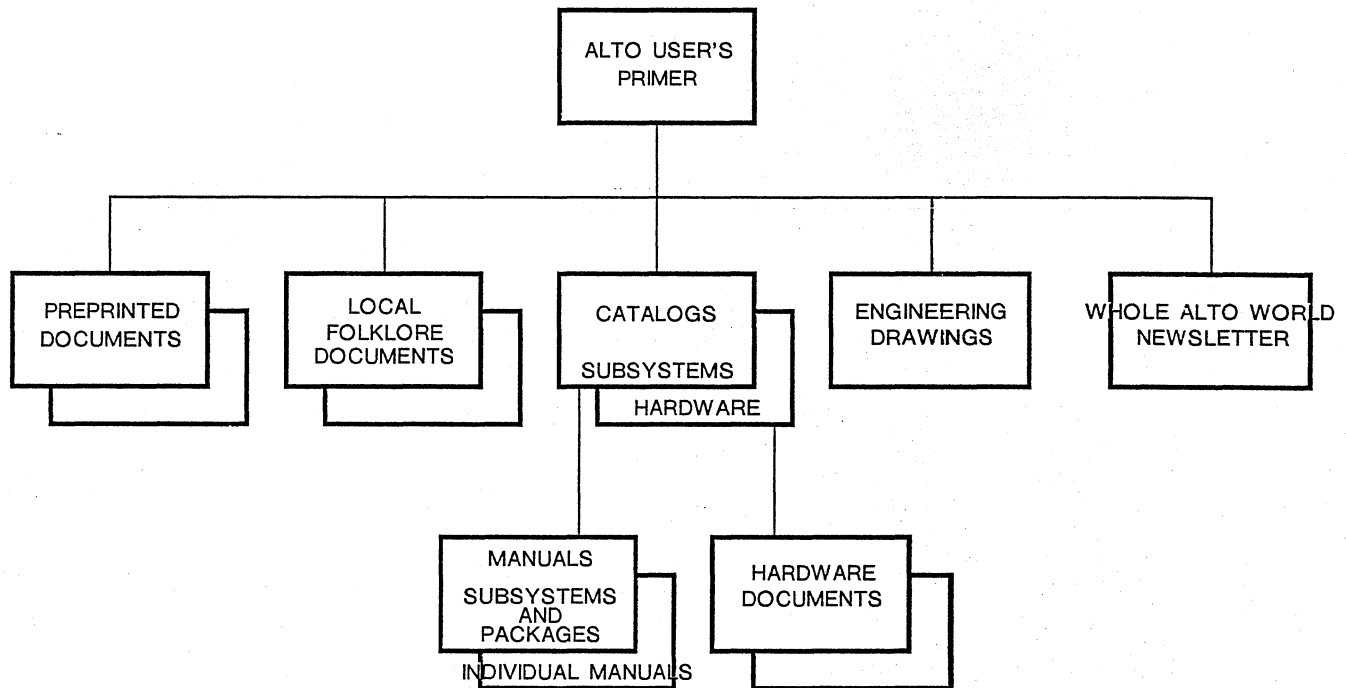 ALTO USER'S
PRIMER
PREPRINTED
DOCUMENTS
LOCAL
FOLKLORE
DOCUMENTS
CATALOGS
SUBSYSTEMS
HARDWARE
ENGINEERING
DRAWINGS
WHOLE ALTO WORLD
NEWSLETTER
MANUALS
SUBSYSTEMS
AND
PACKAGES
INDIVIDUAL MANUALS
HARDWARE
DOCUMENTS